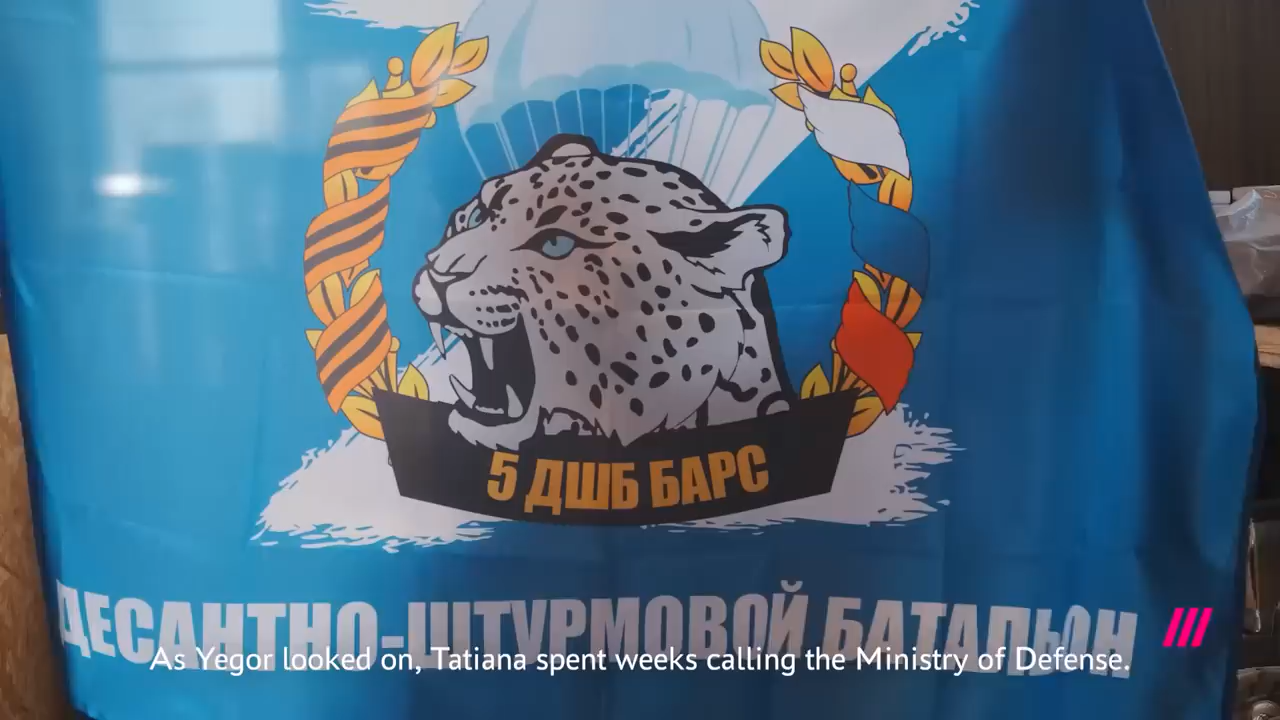 5 ДШБ БАРС
ДЕСАНТНО-ШТУРМОВОЙ БАТАЛЬОН
As Yegor looked on, Tatiana spent weeks calling the Ministry of Defense.